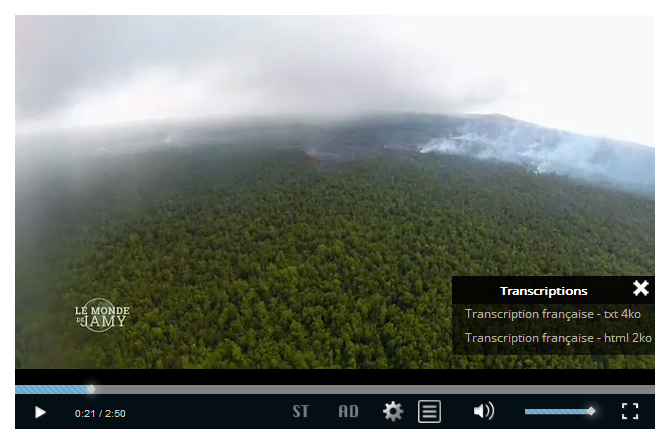 Transcriptions
Transcription française - txt 4ko
Transcription française - html 2ko
LE MONDE
DE JAMY
0:21 / 2:50
ST
AD